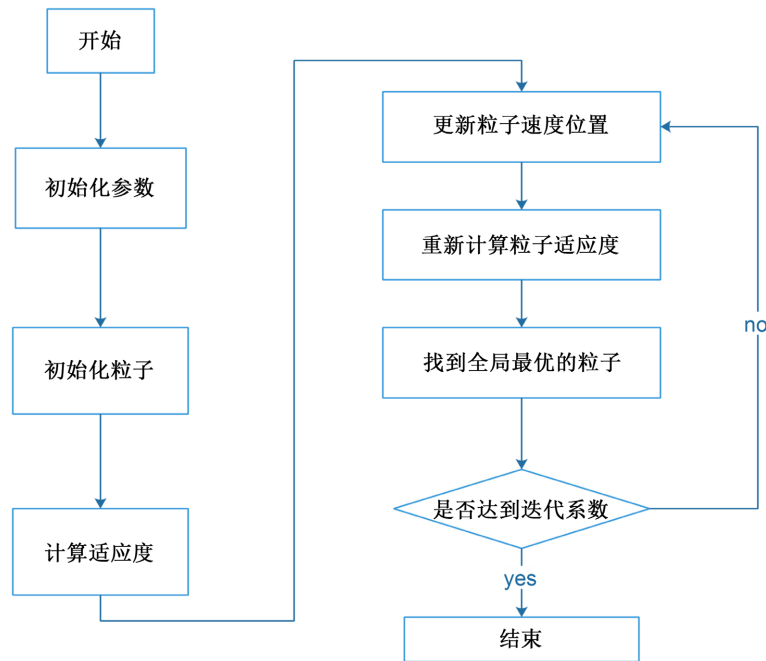 开始
初始化参数
初始化粒子
计算适应度
更新粒子速度位置
重新计算粒子适应度
找到全局最优的粒子
是否达到迭代系数
no
yes
结束